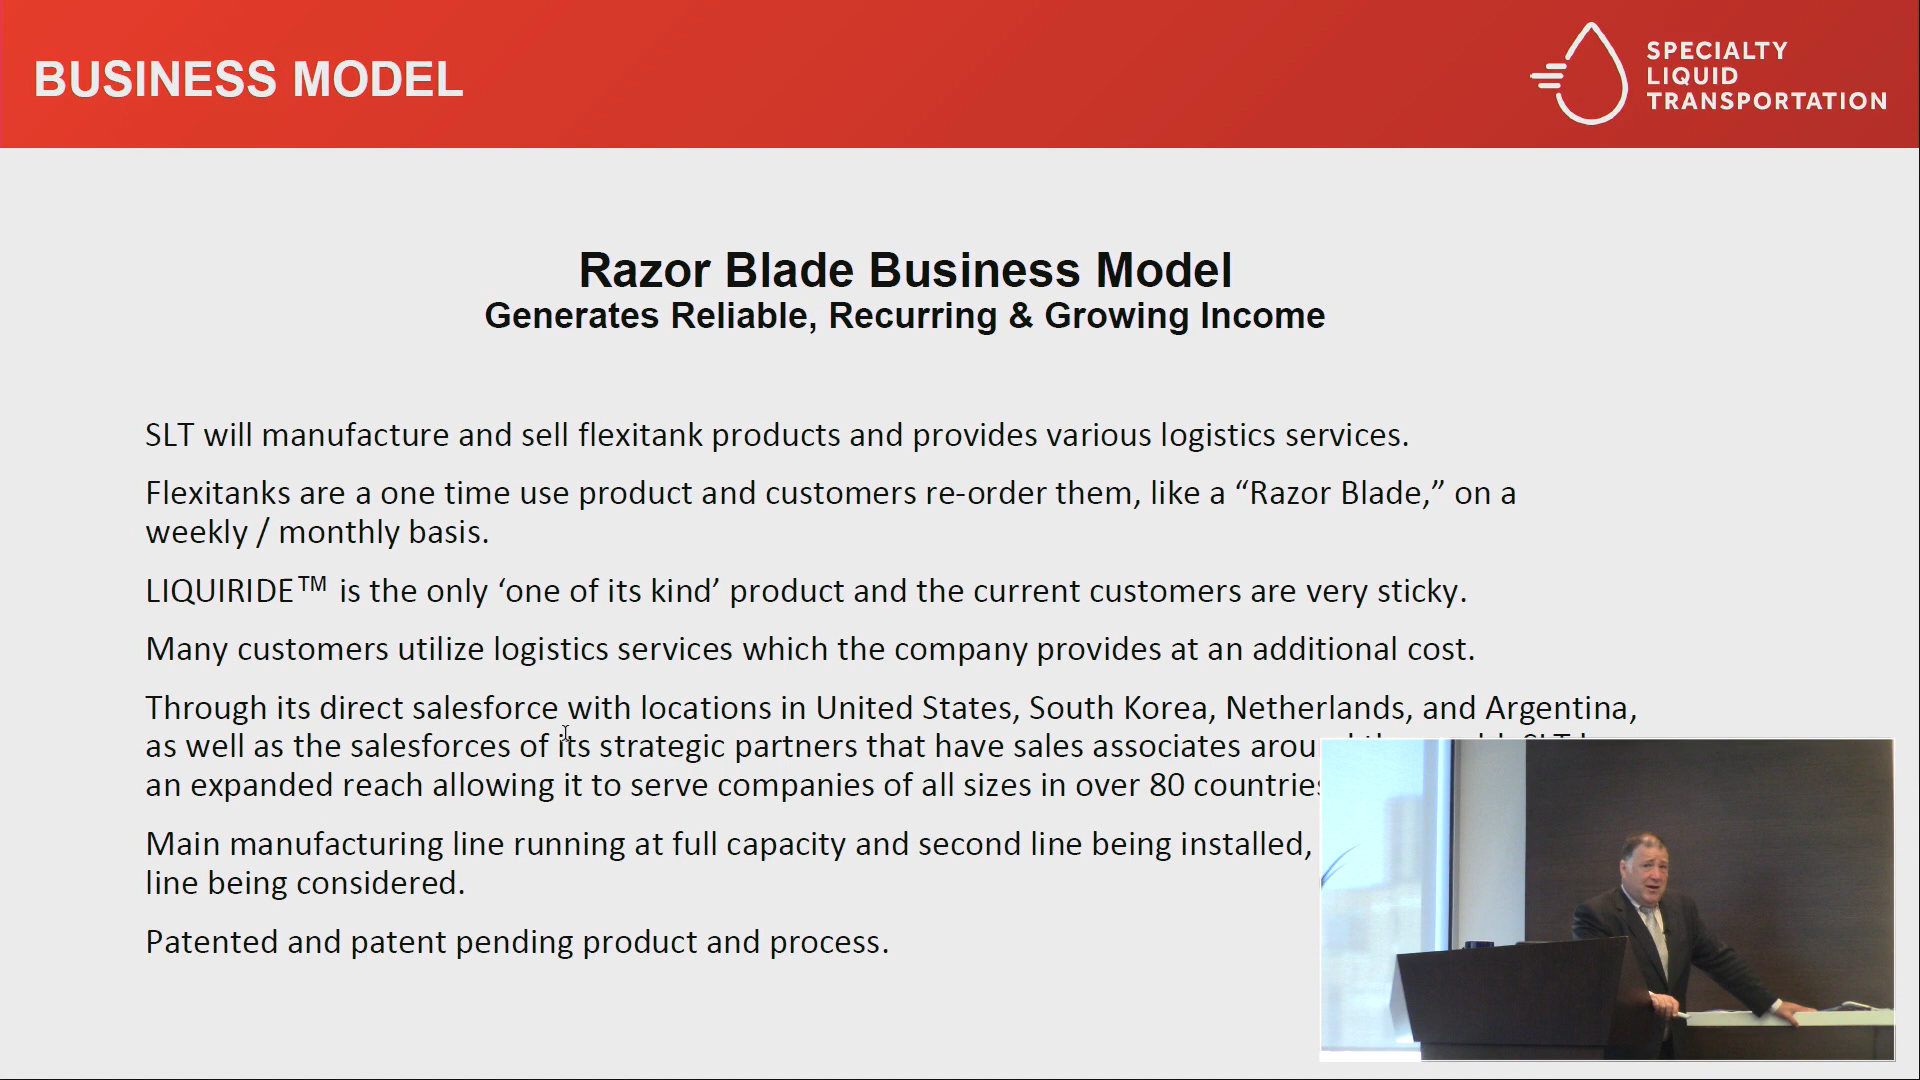 BUSINESS MODEL
SPECIALTY
LIQUID
TRANSPORTATION
Razor Blade Business Model
Generates Reliable, Recurring & Growing Income
SLT will manufacture and sell flexitank products and provides various logistics services.
Flexitanks are a one time use product and customers re-order them, like a “Razor Blade,” on a
weekly / monthly basis.
LIQUIRIDE™ is the only ‘one of its kind’ product and the current customers are very sticky.
Many customers utilize logistics services which the company provides at an additional cost.
Through its direct salesforce with locations in United States, South Korea, Netherlands, and Argentina,
as well as the salesforces of its strategic partners that have sales associates
an expanded reach allowing it to serve companies of all sizes in over 80 countries
Main manufacturing line running at full capacity and second line being installed,
line being considered.
Patented and patent pending product and process.